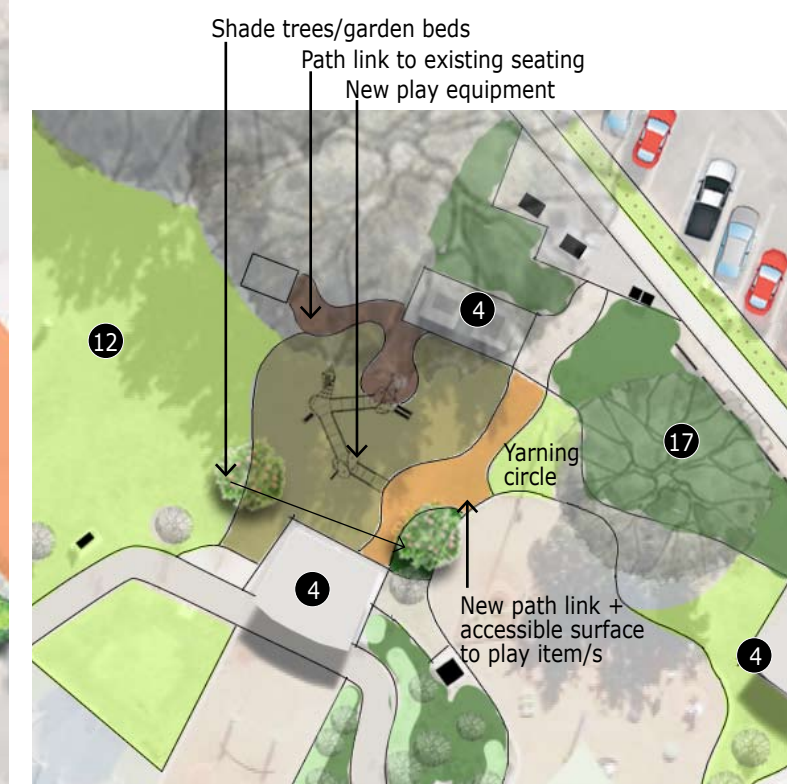 Shade trees/garden beds
Path link to existing seating
New play equipment
4
12
17
Yarning
circle
4
New path link +
accessible surface
to play item/s
4